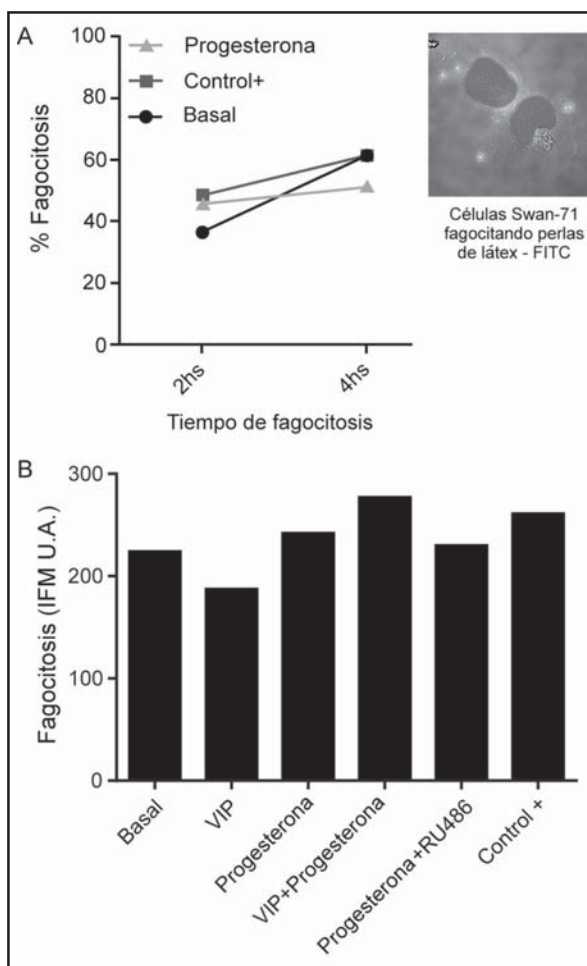 A
% Fagocitosis
100
80
60
40
20
0
Progesterona
Control+
Basal
2hs
4hs
Tiempo de fagocitosis
Células Swan-71
fagocitando perlas
de látex - FITC
B
Fagocitosis (IFM U.A.)
300
200
100
0
Basal
VIP
Progesterona
VIP+Progesterona
Progesterona +RU486
Control +